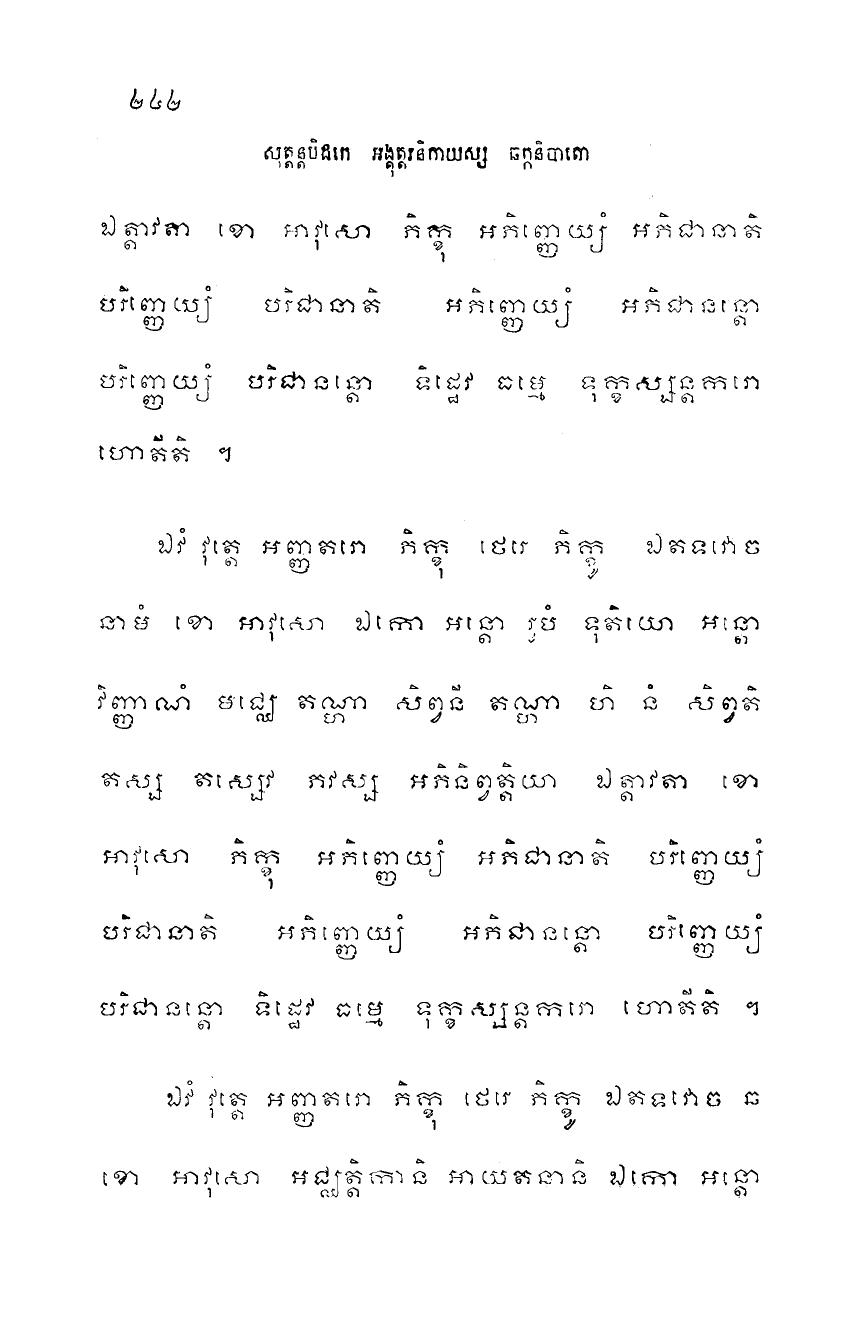 ២៤២
សុត្តន្តបិដកេ អង្គុត្តរនិកាយស្ស ឆក្កនិបាតោ
ឯត្តាវតា ខោ អាវុសោ ភិក្ខុ អភិញ្ញេយ្យំ អភិជានាតិ
បរិញ្ញេយ្យំ បរិជានាតិ អភិញ្ញេយ្យំ អភិជានន្តោ
បរិញ្ញេយ្យំ បរិជានន្តោ ទិដ្ឋេវ ធម្មេ ទុក្ខស្សន្តករោ
ហោតីតិ ។
ឯវំ វុត្តេ អញ្ញតរោ ភិក្ខុ ថេរេ ភិក្ខូ ឯតទវោច
នាមំ ខោ អាវុសោ ឯកោ អន្តោ រូបំ ទុតិយោ អន្តោ
វិញ្ញាណំ មជ្ឈេ តណ្ហា សិព្វនី តណ្ហា ហិ នំ សិព្វតិ
តស្ស តស្សេវ ភវស្ស អភិនិព្វត្តិយា ឯត្តាវតា ខោ
អាវុសោ ភិក្ខុ អភិញ្ញេយ្យំ អភិជានាតិ បរិញ្ញេយ្យំ
បរិជានាតិ អភិញ្ញេយ្យំ អភិជានន្តោ បរិញ្ញេយ្យំ
បរិជានន្តោ ទិដ្ឋេវ ធម្មេ ទុក្ខស្សន្តករោ ហោតីតិ ។
ឯវំ វុត្តេ អញ្ញតរោ ភិក្ខុ ថេរេ ភិក្ខូ ឯតទវោច ឆ
ខោ អាវុសោ អជ្ឈត្តិកានិ អាយតនានិ ឯកោ អន្តោ